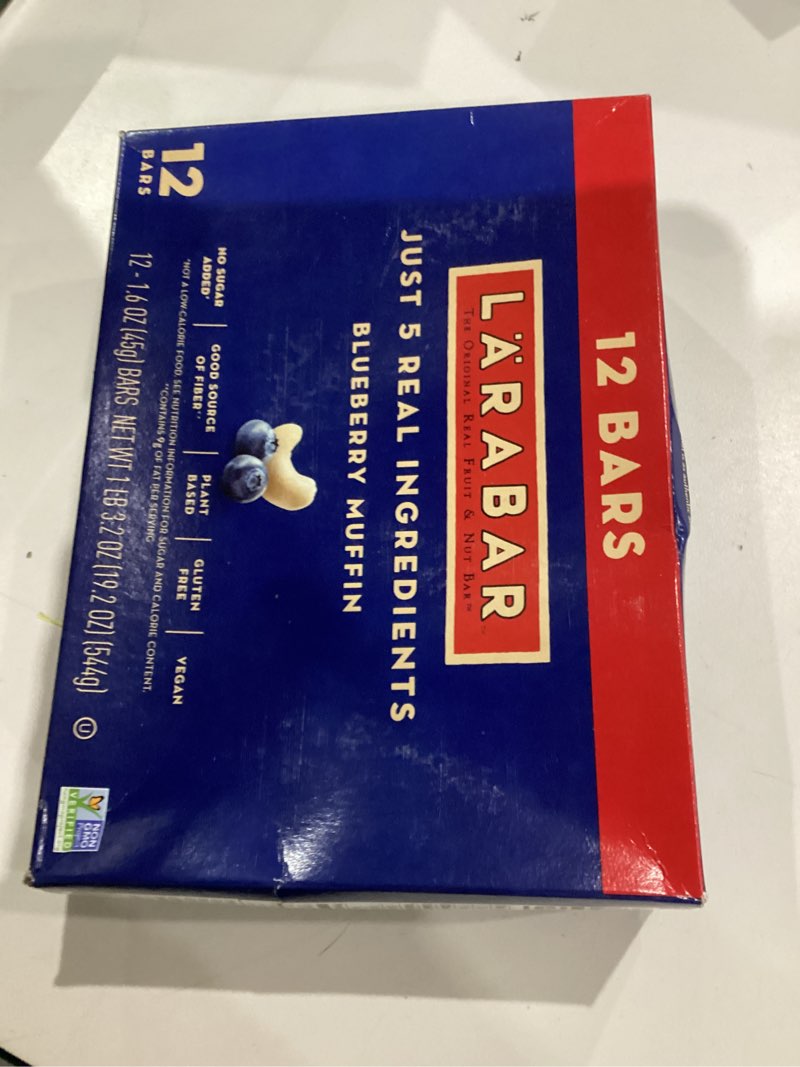 12 BARS
LÄRABAR™
THE ORIGINAL REAL FRUIT & NUT BAR™
JUST 5 REAL INGREDIENTS
BLUEBERRY MUFFIN
NO SUGAR
ADDED*
GOOD SOURCE
OF FIBER**
PLANT
BASED
GLUTEN
FREE
VEGAN
*NOT A LOW CALORIE FOOD. SEE NUTRITION INFORMATION FOR SUGAR AND CALORIE CONTENT.
**CONTAINS 9g OF FAT PER SERVING
12
BARS
12 - 1.6 OZ (45g) BARS NET WT 1 LB 3.2 OZ (19.2 OZ) (544g)
U
NON
GMO
Project
VERIFIED